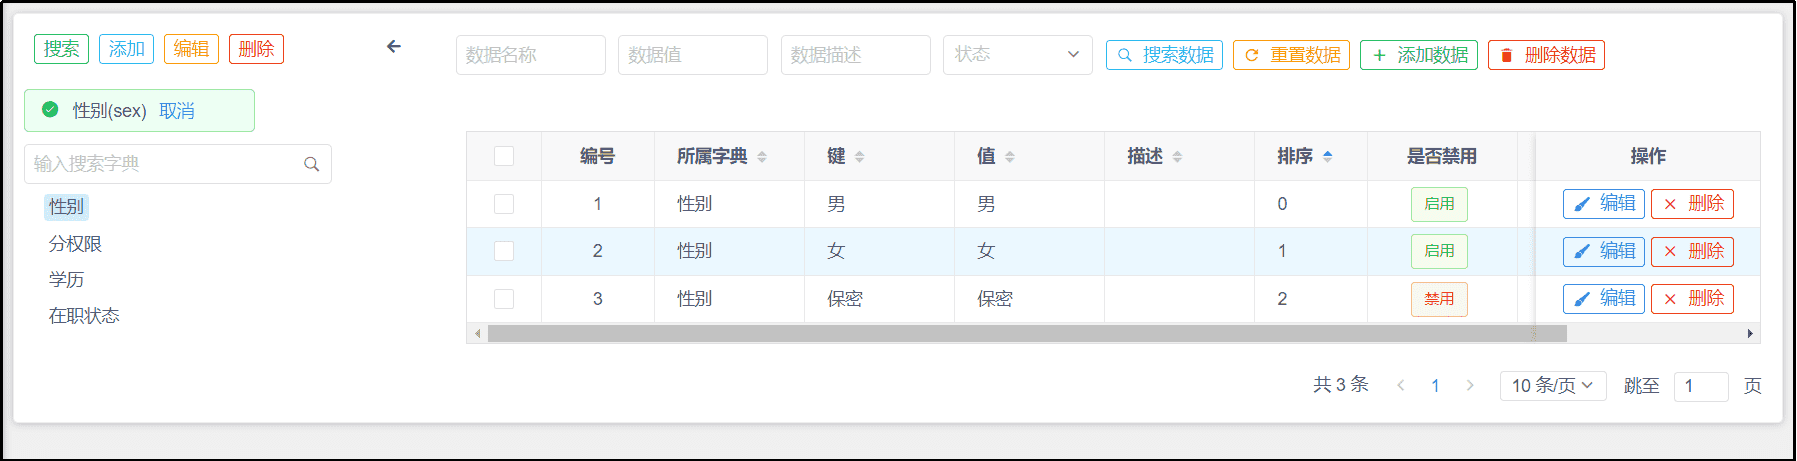 搜索 添加 编辑 删除
数据名称 数据值 数据描述 状态 搜索数据 重置数据 添加数据 删除数据
性别(sex) 取消
输入搜索字典
性别
分权限
学历
在职状态
编号 所属字典 键 值 描述 排序 是否禁用 操作
1 性别 男 男 0 启用 编辑 删除
2 性别 女 女 1 启用 编辑 删除
3 性别 保密 保密 2 禁用 编辑 删除
共 3 条 1 10 条/页 跳至 1 页